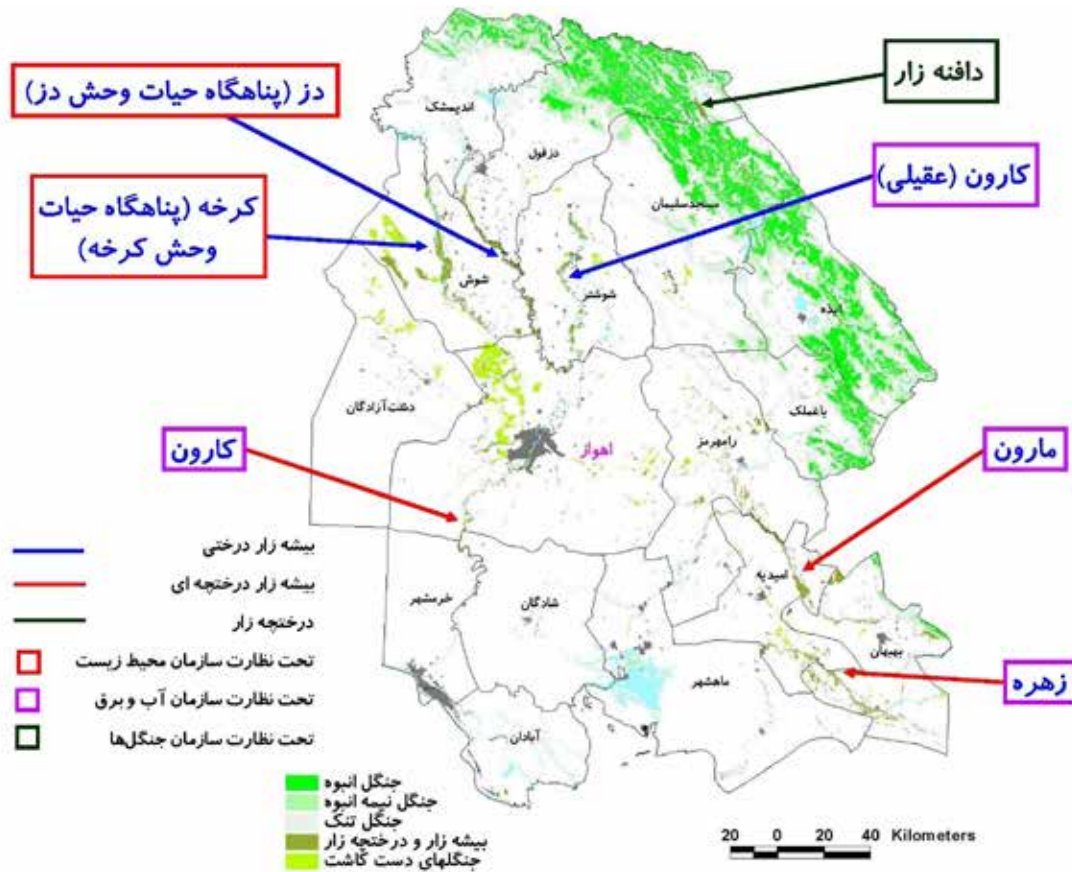 دافنه زار
دز (پناهگاه حیات وحش دز)
کارون (عقیلی)
کرخه (پناهگاه حیات
وحش کرخه)
اندیمشک
دزفول
مسجدسلیمان
شوش
شوشتر
ایذه
دشت آزادگان
باغملک
رامهرمز
اهواز
کارون
مارون
امیدیه
خرمشهر
شادگان
بهبهان
زهره
ماهشهر
آبادان
بیشه زار درختی
بیشه زار درختچه ای
درختچه زار
تحت نظارت سازمان محیط زیست
تحت نظارت سازمان آب و برق
تحت نظارت سازمان جنگل‌ها
جنگل انبوه
جنگل نیمه انبوه
جنگل تنک
بیشه زار و درختچه زار
جنگلهای دست کاشت
20 0 20 40 Kilometers